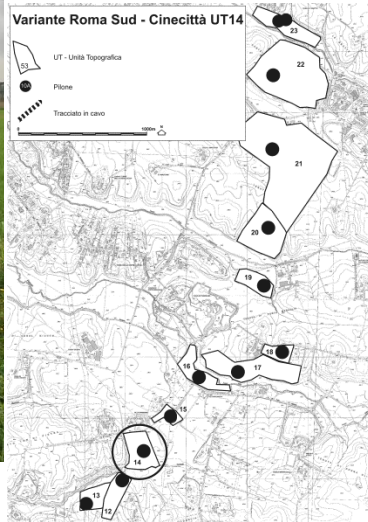 Variante Roma Sud - Cinecittà UT14
53
UT - Unità Topografica
10A
Pilone
Tracciato in cavo
0
1000m
N
23
22
21
20
19
18
17
16
15
14
13
12